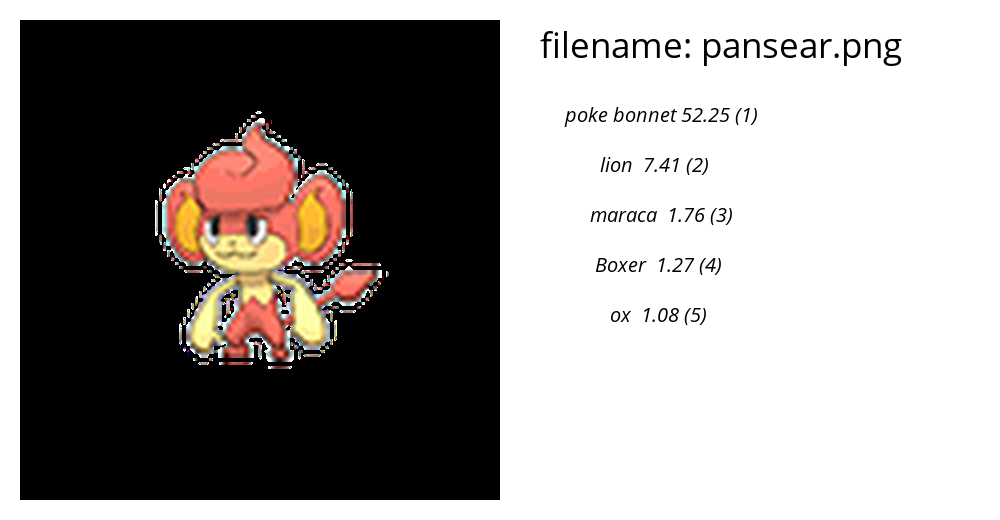 filename: pansear.png
poke bonnet 52.25 (1)
lion 7.41 (2)
maraca 1.76 (3)
Boxer 1.27 (4)
ox 1.08 (5)